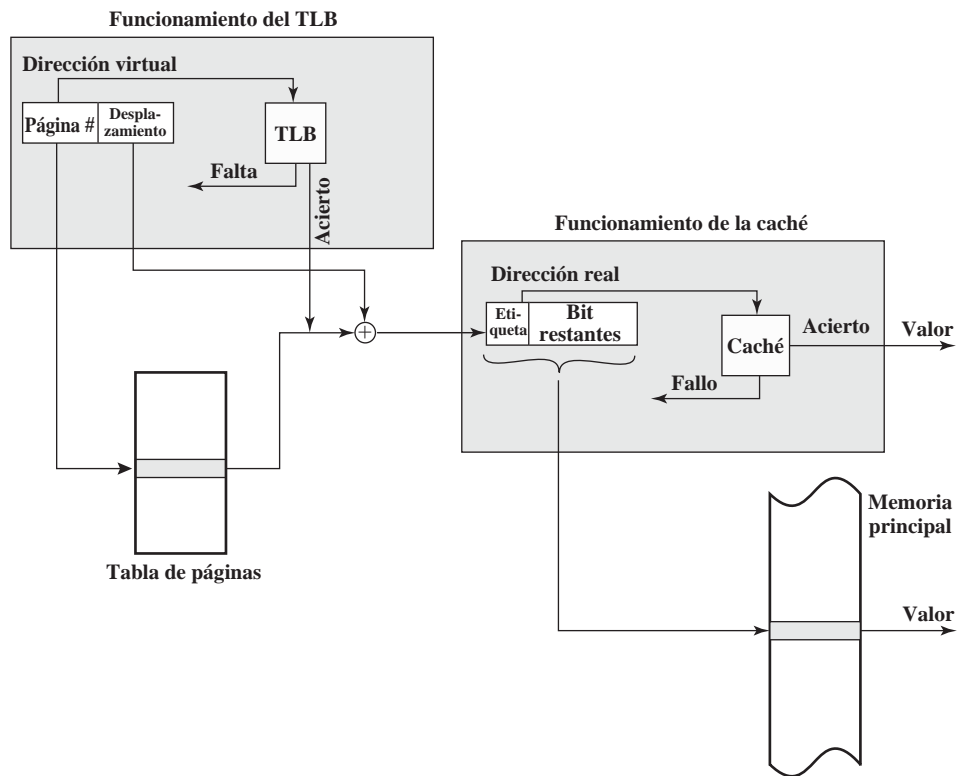 Funcionamiento del TLB
Dirección virtual
Página #
Despla-
zamiento
TLB
Falta
Acierto
Funcionamiento de la caché
Dirección real
Eti-
queta
Bit
restantes
Caché
Acierto
Valor
Fallo
Tabla de páginas
Memoria
principal
Valor